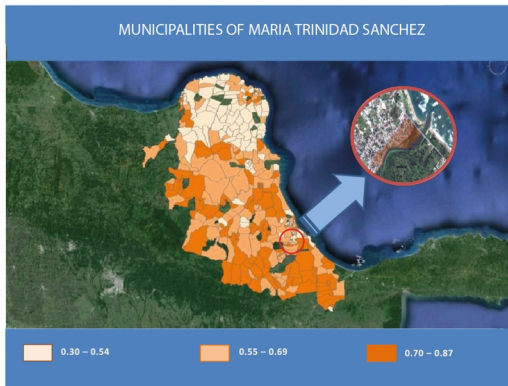 MUNICIPALITIES OF MARIA TRINIDAD SANCHEZ
0.30 – 0.54
0.55 – 0.69
0.70 – 0.87